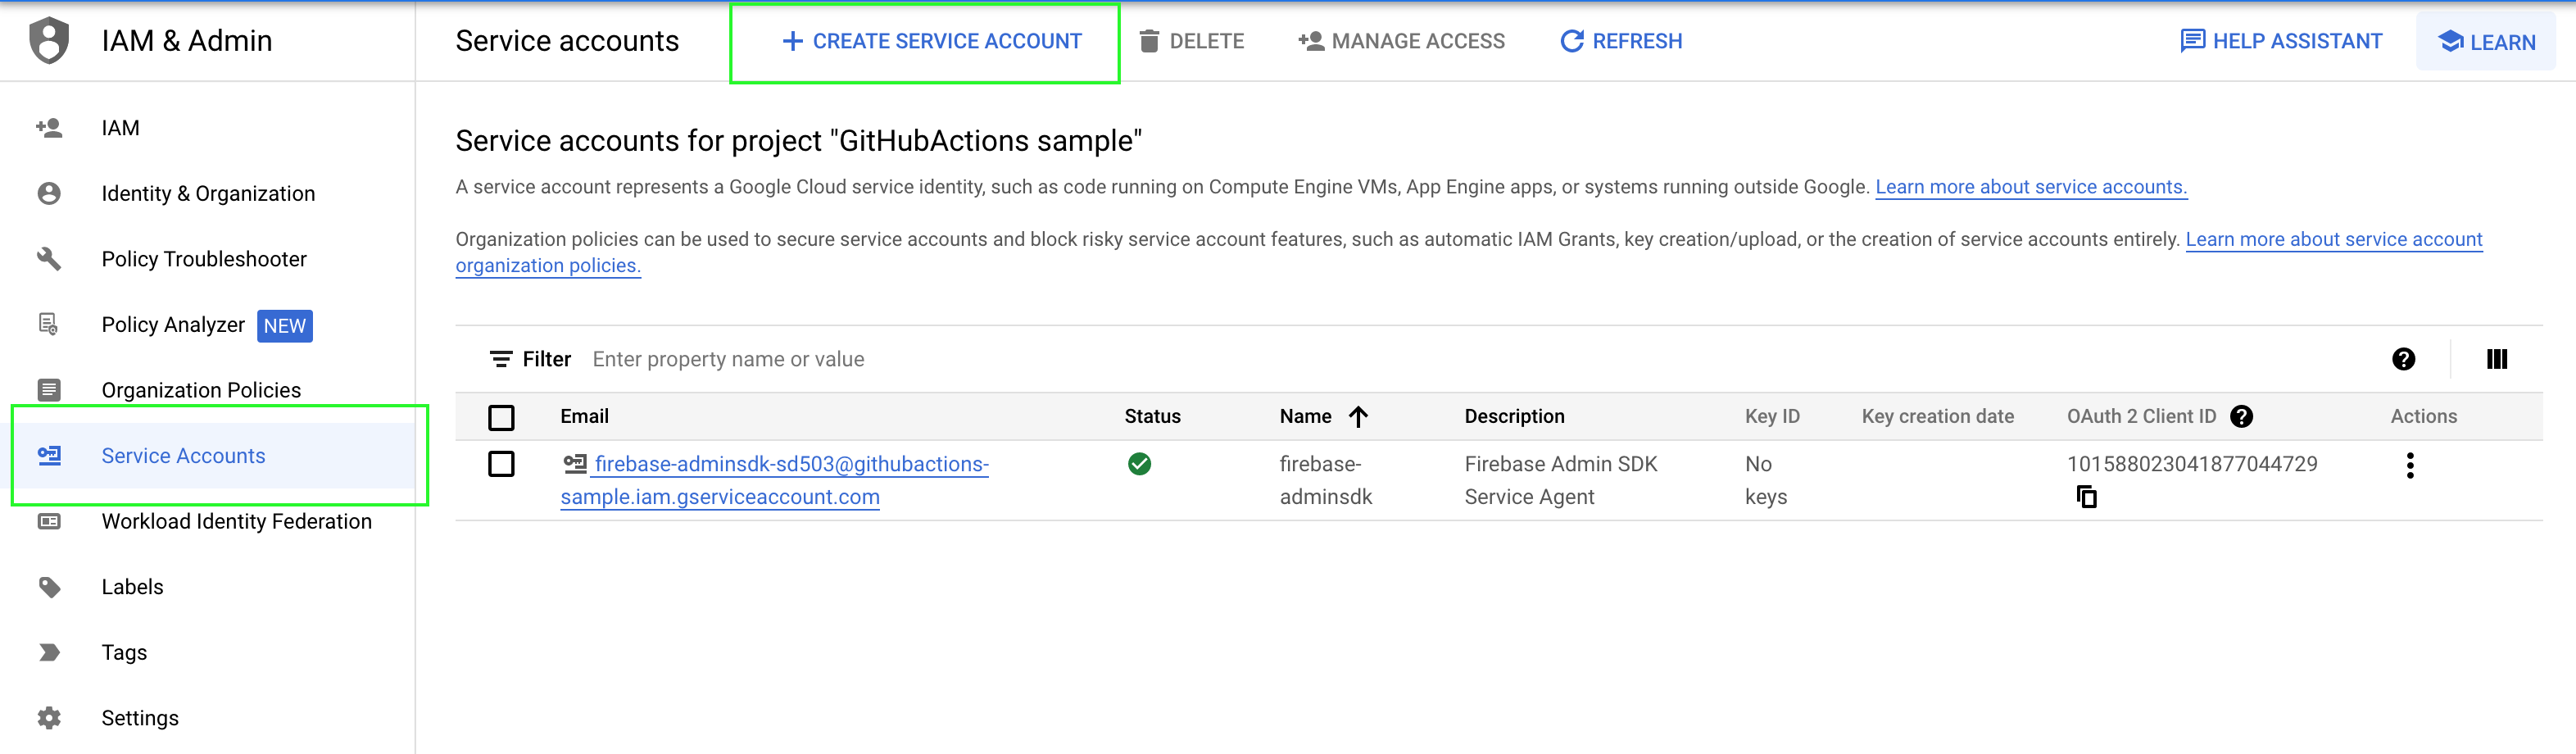 IAM & Admin
Service accounts
CREATE SERVICE ACCOUNT
DELETE
MANAGE ACCESS
REFRESH
HELP ASSISTANT
LEARN
IAM
Identity & Organization
Policy Troubleshooter
Policy Analyzer NEW
Organization Policies
Service Accounts
Workload Identity Federation
Labels
Tags
Settings
Service accounts for project "GitHubActions sample"
A service account represents a Google Cloud service identity, such as code running on Compute Engine VMs, App Engine apps, or systems running outside Google. Learn more about service accounts.
Organization policies can be used to secure service accounts and block risky service account features, such as automatic IAM Grants, key creation/upload, or the creation of service accounts entirely. Learn more about service account
organization policies.
Filter Enter property name or value
Email Status Name Description Key ID Key creation date OAuth 2 Client ID Actions
firebase-adminsdk-sd503@githubactions- firebase- Firebase Admin SDK No 101588023041877044729
sample.iam.gserviceaccount.com adminsdk Service Agent keys